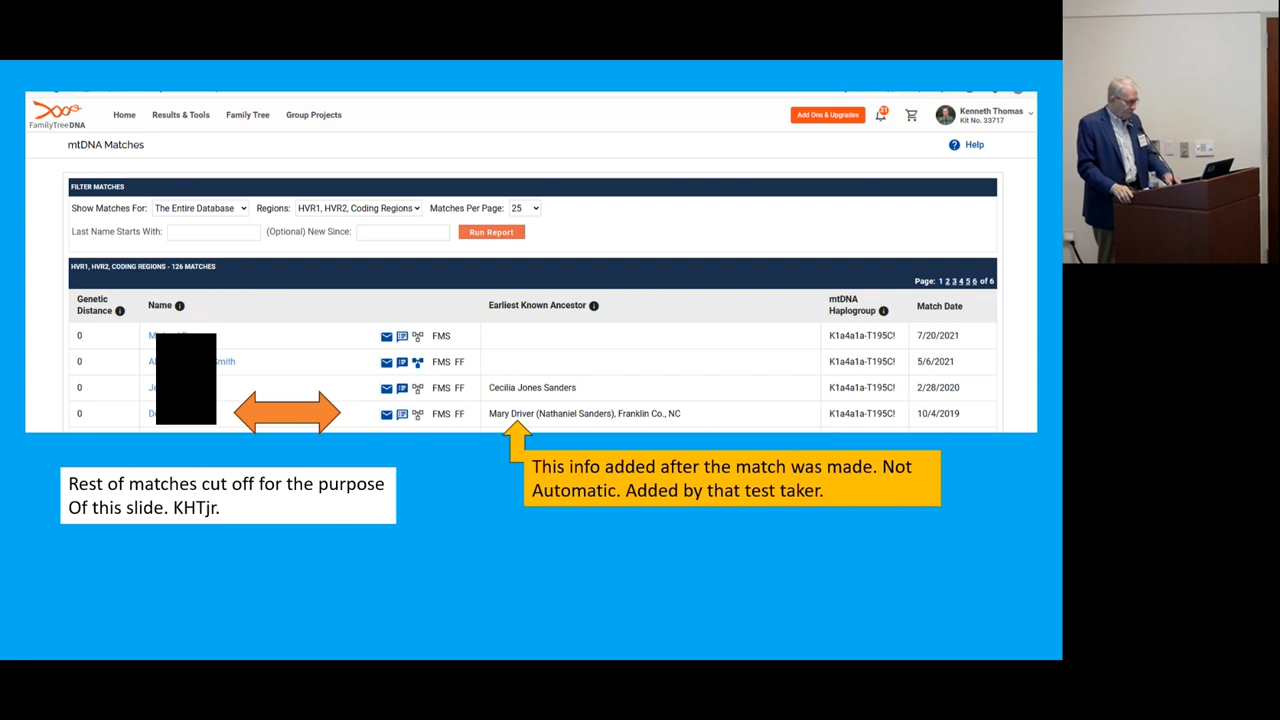 FamilyTreeDNA
Home Results & Tools Family Tree Group Projects
Add Ons & Upgrades
Kenneth Thomas
Kit No. 33717
mtDNA Matches
Help
FILTER MATCHES
Show Matches For: The Entire Database Regions: HVR1, HVR2, Coding Regions Matches Per Page: 25
Last Name Starts With: (Optional) New Since: Run Report
HVR1, HVR2, CODING REGIONS - 126 MATCHES
Page: 1 2 3 4 5 6 of 6
Genetic Distance Name Earliest Known Ancestor mtDNA Haplogroup Match Date
0 FMS K1a4a1a-T195C! 7/20/2021
0 FMS FF K1a4a1a-T195C! 5/6/2021
0 FMS FF Cecilia Jones Sanders K1a4a1a-T195C! 2/28/2020
0 FMS FF Mary Driver (Nathaniel Sanders), Franklin Co., NC K1a4a1a-T195C! 10/4/2019
Rest of matches cut off for the purpose
Of this slide. KHTjr.
This info added after the match was made. Not
Automatic. Added by that test taker.